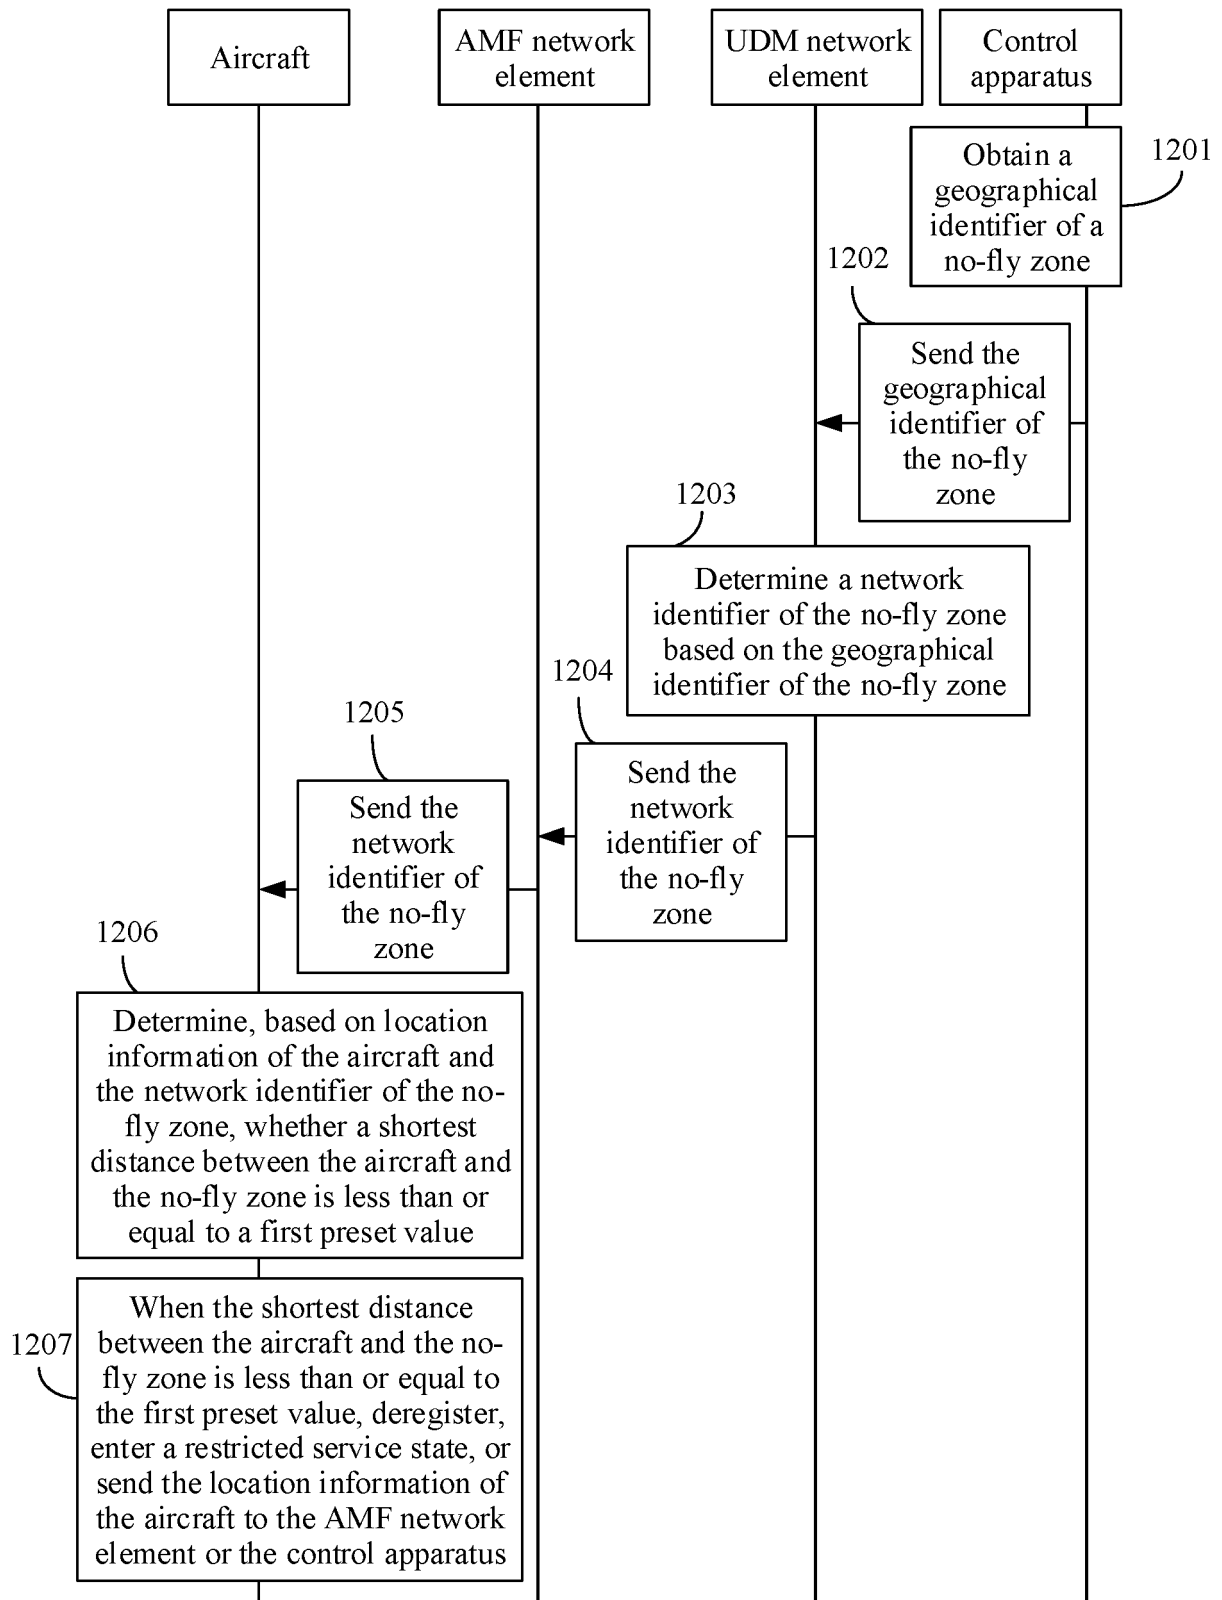 Aircraft
AMF network
element
UDM network
element
Control
apparatus
1201
Obtain a
geographical
identifier of a
no-fly zone
1202
Send the
geographical
identifier of
the no-fly
zone
1203
Determine a network
identifier of the no-fly zone
based on the geographical
identifier of the no-fly zone
1204
Send the
network
identifier of
the no-fly
zone
1205
Send the
network
identifier of
the no-fly
zone
1206
Determine, based on location
information of the aircraft and
the network identifier of the no-
fly zone, whether a shortest
distance between the aircraft and
the no-fly zone is less than or
equal to a first preset value
1207
When the shortest distance
between the aircraft and the no-
fly zone is less than or equal to
the first preset value, deregister,
enter a restricted service state, or
send the location information of
the aircraft to the AMF network
element or the control apparatus